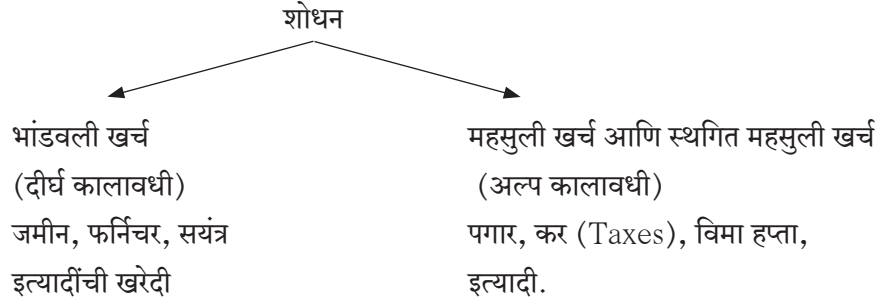 शोधन
भांडवली खर्च
(दीर्घ कालावधी)
जमीन, फर्निचर, सयंत्र
इत्यादींची खरेदी
महसुली खर्च आणि स्थगित महसुली खर्च
(अल्प कालावधी)
पगार, कर (Taxes), विमा हप्ता,
इत्यादी.